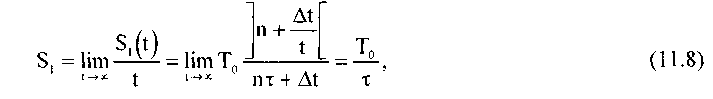 S₁ = lim_{t→∞} S₁(t)/t = lim_{t→∞} T₀ ]n + Δt/t[ / (nτ + Δt) = T₀/τ, (11.8)